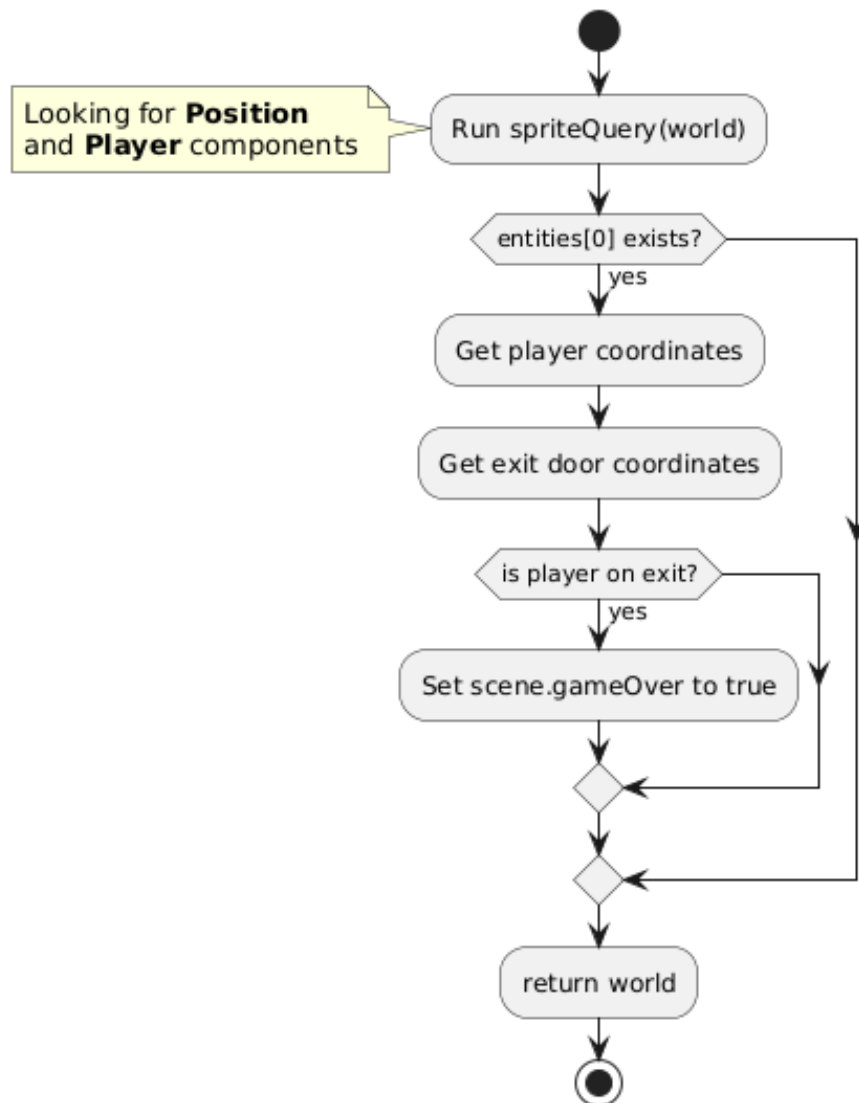 Looking for Position
and Player components
Run spriteQuery(world)
entities[0] exists?
yes
Get player coordinates
Get exit door coordinates
is player on exit?
yes
Set scene.gameOver to true
return world